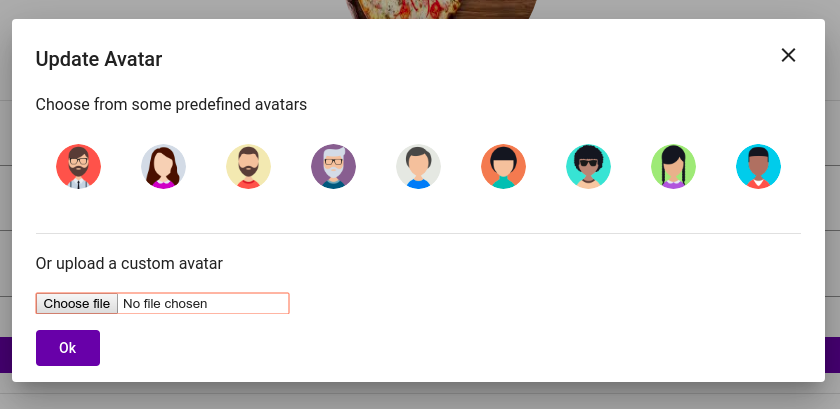 Update Avatar
Choose from some predefined avatars
Or upload a custom avatar
Choose file No file chosen
Ok